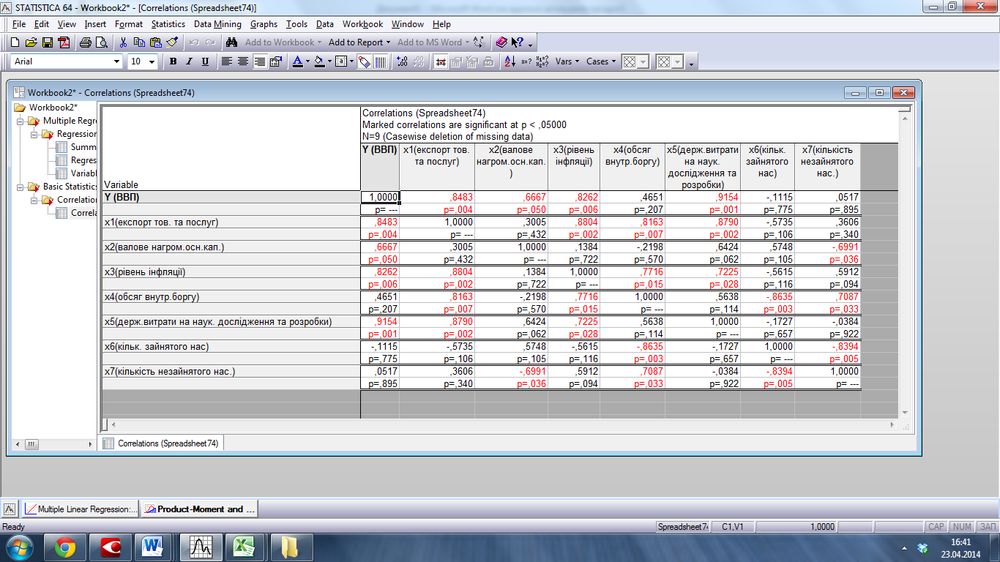 STATISTICA 64 - Workbook2* - [Correlations (Spreadsheet74)]
File Edit View Insert Format Statistics Data Mining Graphs Tools Data Workbook Window Help
Add to Workbook Add to Report Add to MS Word
Arial 10 B I U Vars Cases
Workbook2* - Correlations (Spreadsheet74)
Workbook2*
Multiple Regre
Regression
Summ
Regres
Variabl
Basic Statistics
Correlatio
Correla
Correlations (Spreadsheet74)
Marked correlations are significant at p < ,05000
N=9 (Casewise deletion of missing data)
Variable
Y (ВВП)
x1(експорт тов. та послуг)
x2(валове нагром.осн.кап.)
x3(рівень інфляції)
x4(обсяг внутр.боргу)
x5(держ.витрати на наук. дослідження та розробки)
x6(кільк. зайнятого нас)
x7(кількість незайнятого нас.)
Y (ВВП) 1,0000 ,8483 ,6667 ,8262 ,4651 ,9154 -,1115 ,0517
p= --- p=,004 p=,050 p=,006 p=,207 p=,001 p=,775 p=,895
x1(експорт тов. та послуг) ,8483 1,0000 ,3005 ,8804 ,8163 ,8790 -,5735 ,3606
p=,004 p= --- p=,432 p=,002 p=,007 p=,002 p=,106 p=,340
x2(валове нагром.осн.кап.) ,6667 ,3005 1,0000 ,1384 -,2198 ,6424 ,5748 -,6991
p=,050 p=,432 p= --- p=,722 p=,570 p=,062 p=,105 p=,036
x3(рівень інфляції) ,8262 ,8804 ,1384 1,0000 ,7716 ,7225 -,5615 ,5912
p=,006 p=,002 p=,722 p= --- p=,015 p=,028 p=,116 p=,094
x4(обсяг внутр.боргу) ,4651 ,8163 -,2198 ,7716 1,0000 ,5638 -,8635 ,7087
p=,207 p=,007 p=,570 p=,015 p= --- p=,114 p=,003 p=,033
x5(держ.витрати на наук. дослідження та розробки) ,9154 ,8790 ,6424 ,7225 ,5638 1,0000 -,1727 -,0384
p=,001 p=,002 p=,062 p=,028 p=,114 p= --- p=,657 p=,922
x6(кільк. зайнятого нас) -,1115 -,5735 ,5748 -,5615 -,8635 -,1727 1,0000 -,8394
p=,775 p=,106 p=,105 p=,116 p=,003 p=,657 p= --- p=,005
x7(кількість незайнятого нас.) ,0517 ,3606 -,6991 ,5912 ,7087 -,0384 -,8394 1,0000
p=,895 p=,340 p=,036 p=,094 p=,033 p=,922 p=,005 p= ---
Correlations (Spreadsheet74)
Multiple Linear Regression:... Product-Moment and ...
Ready Spreadsheet74 C1,V1 1,0000 CAP NUM ЗАП
16:41
23.04.2014